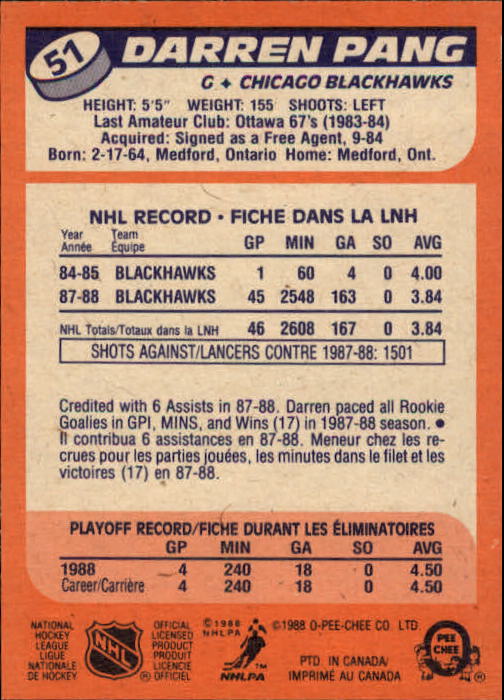 51
DARREN PANG
G ♦ CHICAGO BLACKHAWKS
HEIGHT: 5'5" WEIGHT: 155 SHOOTS: LEFT
Last Amateur Club: Ottawa 67's (1983-84)
Acquired: Signed as a Free Agent, 9-84
Born: 2-17-64, Medford, Ontario Home: Medford, Ont.
NHL RECORD • FICHE DANS LA LNH
Year Team
Année Équipe GP MIN GA SO AVG
84-85 BLACKHAWKS 1 60 4 0 4.00
87-88 BLACKHAWKS 45 2548 163 0 3.84
NHL Totals/Totaux dans la LNH 46 2608 167 0 3.84
SHOTS AGAINST/LANCERS CONTRE 1987-88: 1501
Credited with 6 Assists in 87-88. Darren paced all Rookie
Goalies in GPI, MINS, and Wins (17) in 1987-88 season. •
Il contribua 6 assistances en 87-88. Meneur chez les re-
crues pour les parties jouées, les minutes dans le filet et les
victoires (17) en 87-88.
PLAYOFF RECORD/FICHE DURANT LES ÉLIMINATOIRES
GP MIN GA SO AVG
1988 4 240 18 0 4.50
Career/Carrière 4 240 18 0 4.50
NATIONAL
HOCKEY
LEAGUE
LIGUE
NATIONALE
DE HOCKEY
NHL
®
OFFICIAL
LICENSED
PRODUCT
PRODUIT
LICENCIE
OFFICIEL
© 1988
NHLPA
NHLPA
™
©1988 O-PEE-CHEE CO. LTD.
PTD. IN CANADA/
IMPRIMÉ AU CANADA
O
PEE
CHEE
®